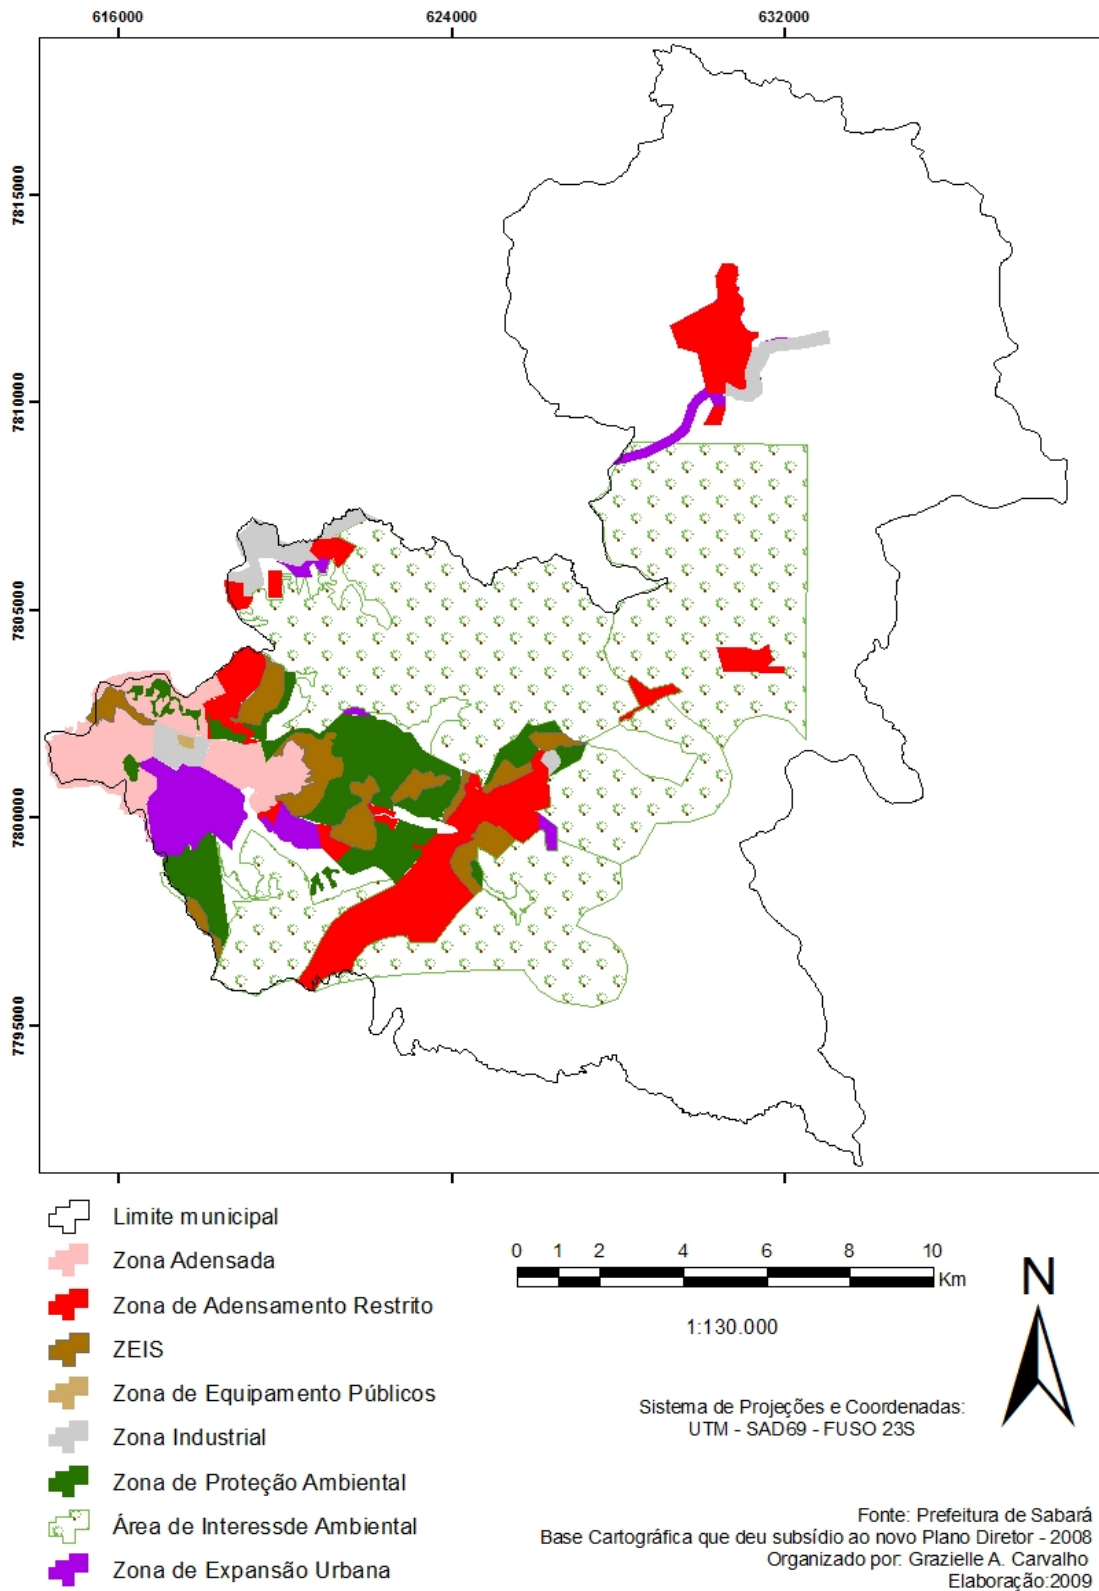 616000 624000 632000
7815000
7810000
7805000
7800000
7795000
Limite municipal
Zona Adensada
Zona de Adensamento Restrito
ZEIS
Zona de Equipamento Públicos
Zona Industrial
Zona de Proteção Ambiental
Área de Interessde Ambiental
Zona de Expansão Urbana
0 1 2 4 6 8 10
Km
1:130.000
N
Sistema de Projeções e Coordenadas:
UTM - SAD69 - FUSO 23S
Fonte: Prefeitura de Sabará
Base Cartográfica que deu subsídio ao novo Plano Diretor - 2008
Organizado por: Grazielle A. Carvalho
Elaboração:2009